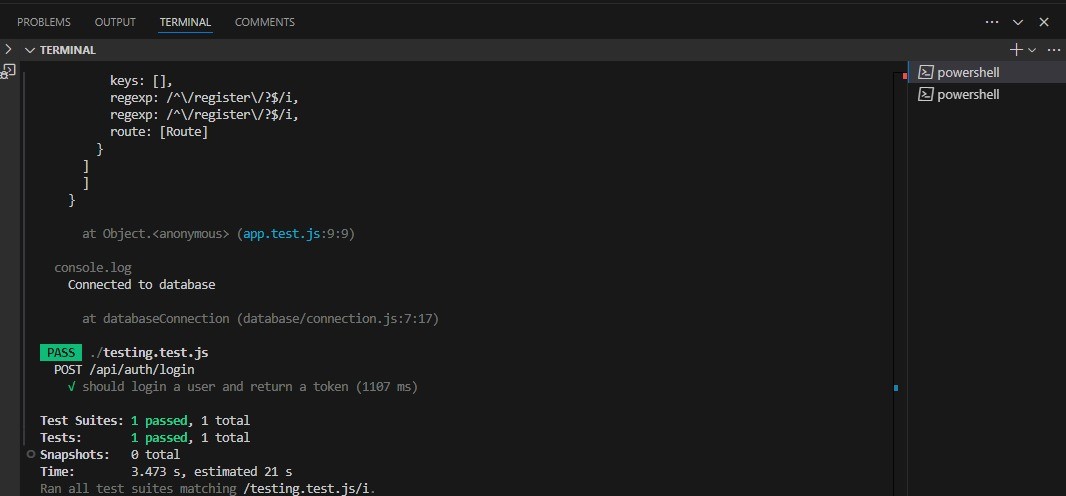 PROBLEMS OUTPUT TERMINAL COMMENTS
TERMINAL
powershell
powershell
keys: [],
regexp: /^\/register\/?$/i,
regexp: /^\/register\/?$/i,
route: [Route]
}
]
]
}
at Object.<anonymous> (app.test.js:9:9)
console.log
Connected to database
at databaseConnection (database/connection.js:7:17)
PASS ./testing.test.js
POST /api/auth/login
√ should login a user and return a token (1107 ms)
Test Suites: 1 passed, 1 total
Tests: 1 passed, 1 total
Snapshots: 0 total
Time: 3.473 s, estimated 21 s
Ran all test suites matching /testing.test.js/i.